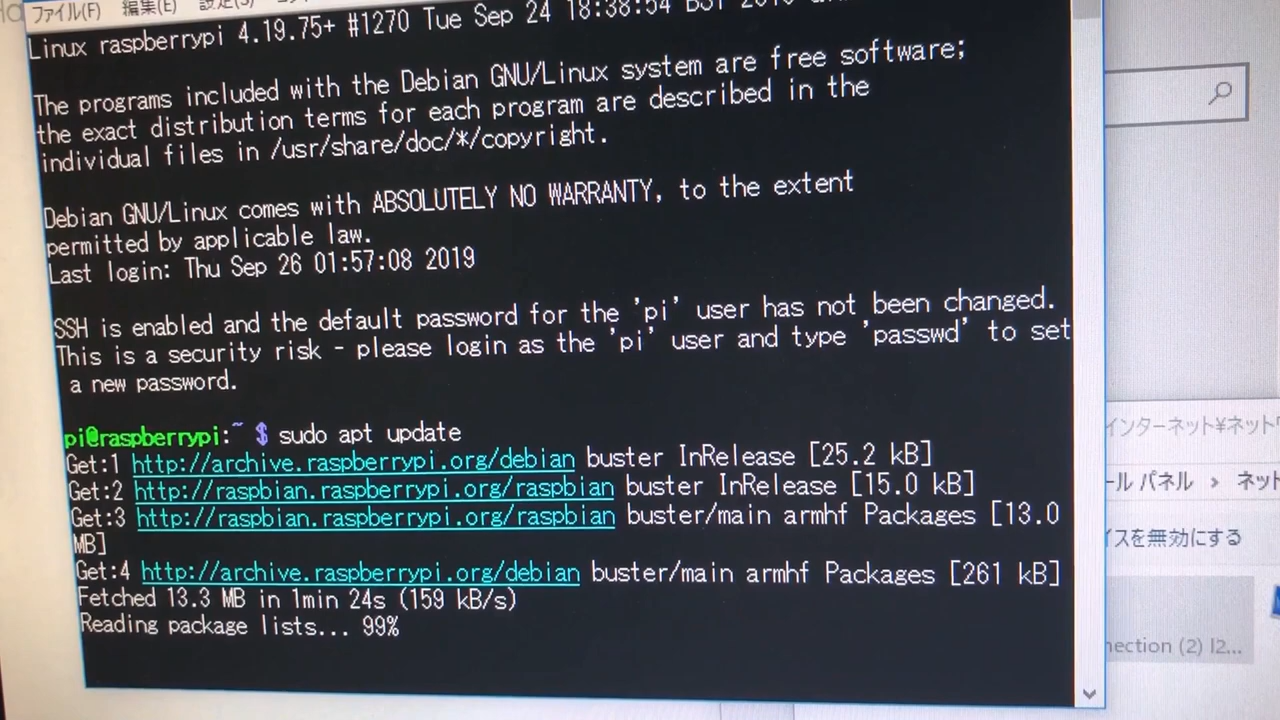 ファイル(F) 編集(E) 設定(S)
Linux raspberrypi 4.19.75+ #1270 Tue Sep 24 18:38:54 BST
The programs included with the Debian GNU/Linux system are free software;
the exact distribution terms for each program are described in the
individual files in /usr/share/doc/*/copyright.
Debian GNU/Linux comes with ABSOLUTELY NO WARRANTY, to the extent
permitted by applicable law.
Last login: Thu Sep 26 01:57:08 2019
SSH is enabled and the default password for the 'pi' user has not been changed.
This is a security risk - please login as the 'pi' user and type 'passwd' to set
a new password.
pi@raspberrypi:~ $ sudo apt update
Get:1 http://archive.raspberrypi.org/debian buster InRelease [25.2 kB]
Get:2 http://raspbian.raspberrypi.org/raspbian buster InRelease [15.0 kB]
Get:3 http://raspbian.raspberrypi.org/raspbian buster/main armhf Packages [13.0
MB]
Get:4 http://archive.raspberrypi.org/debian buster/main armhf Packages [261 kB]
Fetched 13.3 MB in 1min 24s (159 kB/s)
Reading package lists... 99%
インターネット¥ネット
ール パネル › ネット
イスを無効にする
nection (2) I2...